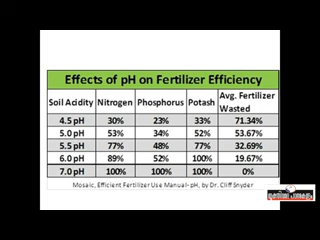 Effects of pH on Fertilizer Efficiency
Soil Acidity Nitrogen Phosphorus Potash Avg. Fertilizer Wasted
4.5 pH 30% 23% 33% 71.34%
5.0 pH 53% 34% 52% 53.67%
5.5 pH 77% 48% 77% 32.69%
6.0 pH 89% 52% 100% 19.67%
7.0 pH 100% 100% 100% 0%
Mosaic, Efficient Fertilizer Use Manual- pH, by Dr. Cliff Snyder